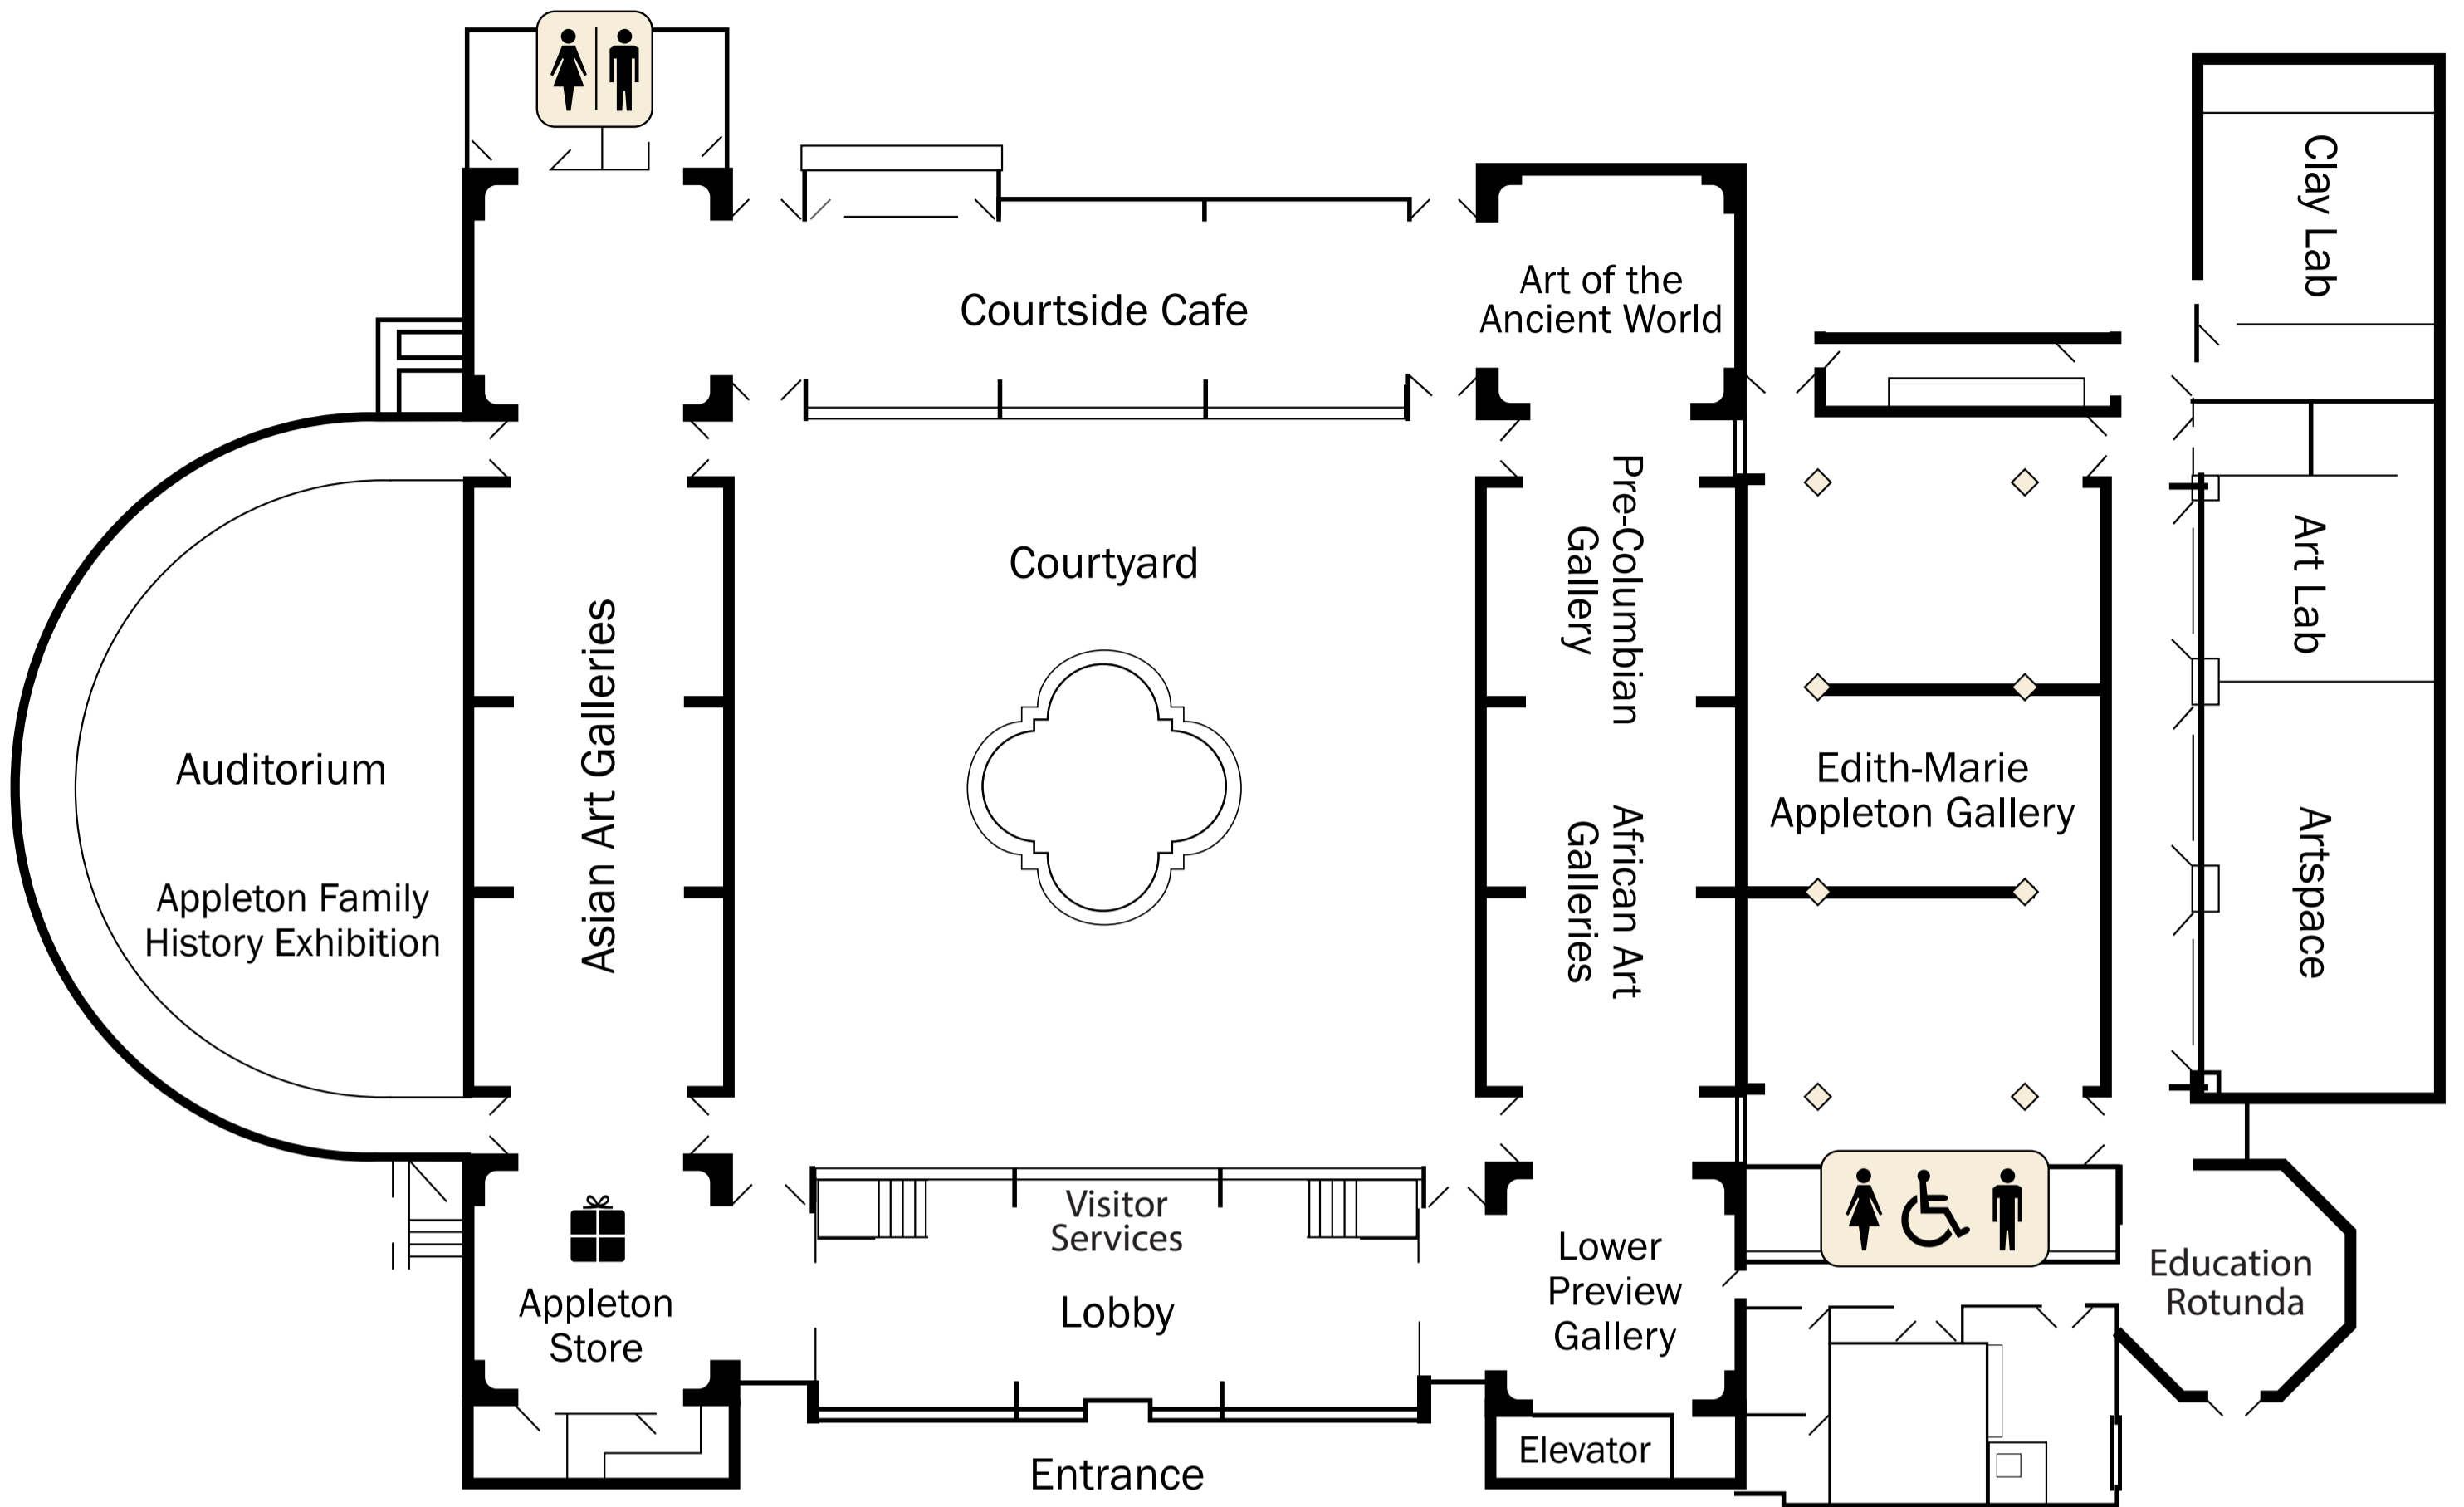 Courtside Cafe
Art of the
Ancient World
Clay Lab
Courtyard
Pre-Columbian
Gallery
Art Lab
Asian Art Galleries
Auditorium
Edith-Marie
Appleton Gallery
African Art
Galleries
Artspace
Appleton Family
History Exhibition
Visitor
Services
Lower
Preview
Gallery
Education
Rotunda
Appleton
Store
Lobby
Elevator
Entrance